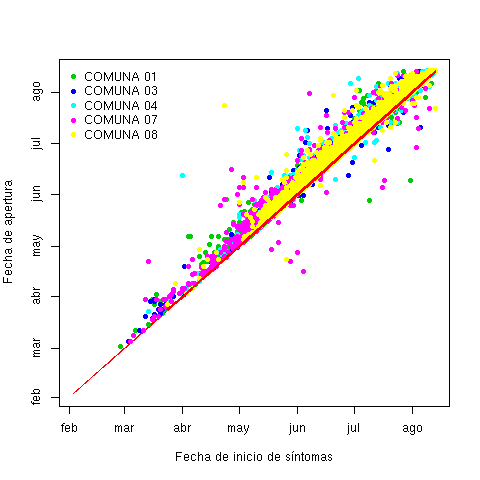 COMUNA 01
COMUNA 03
COMUNA 04
COMUNA 07
COMUNA 08
Fecha de apertura
ago
jul
jun
may
abr
mar
feb
feb mar abr may jun jul ago
Fecha de inicio de síntomas